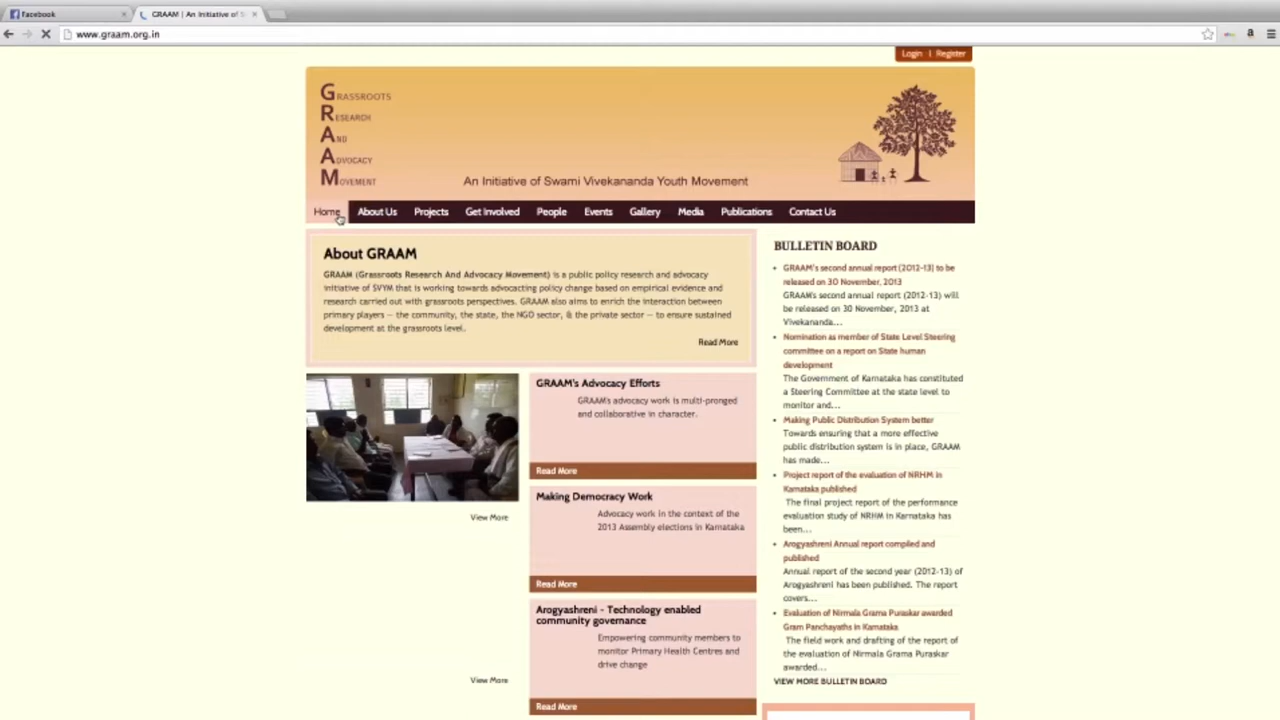 Facebook
GRAAM | An Initiative of S
www.graam.org.in
Login | Register
GRASSROOTS
RESEARCH
AND
ADVOCACY
MOVEMENT
An Initiative of Swami Vivekananda Youth Movement
Home About Us Projects Get Involved People Events Gallery Media Publications Contact Us
About GRAAM
GRAAM (Grassroots Research And Advocacy Movement) is a public policy research and advocacy
initiative of SVYM that is working towards advocacting policy change based on empirical evidence and
research carried out with grassroots perspectives. GRAAM also aims to enrich the interaction between
primary players – the community, the state, the NGO sector, & the private sector – to ensure sustained
development at the grassroots level.
Read More
View More
View More
GRAAM's Advocacy Efforts
GRAAM's advocacy work is multi-pronged
and collaborative in character.
Read More
Making Democracy Work
Advocacy work in the context of the
2013 Assembly elections in Karnataka
Read More
Arogyashreni - Technology enabled
community governance
Empowering community members to
monitor Primary Health Centres and
drive change
Read More
BULLETIN BOARD
GRAAM's second annual report (2012-13) to be
released on 30 November, 2013
GRAAM's second annual report (2012-13) will
be released on 30 November, 2013 at
Vivekananda...
Nomination as member of State Level Steering
committee on a report on State human
development
The Government of Karnataka has constituted
a Steering Committee at the state level to
monitor and...
Making Public Distribution System better
Towards ensuring that a more effective
public distribution system is in place, GRAAM
has made...
Project report of the evaluation of NRHM in
Karnataka published
The final project report of the performance
evaluation study of NRHM in Karnataka has
been...
Arogyashreni Annual report compiled and
published
Annual report of the second year (2012-13) of
Arogyashreni has been published. The report
covers...
Evaluation of Nirmala Grama Puraskar awarded
Gram Panchayaths in Karnataka
The field work and drafting of the report of
the evaluation of Nirmala Grama Puraskar
awarded...
VIEW MORE BULLETIN BOARD